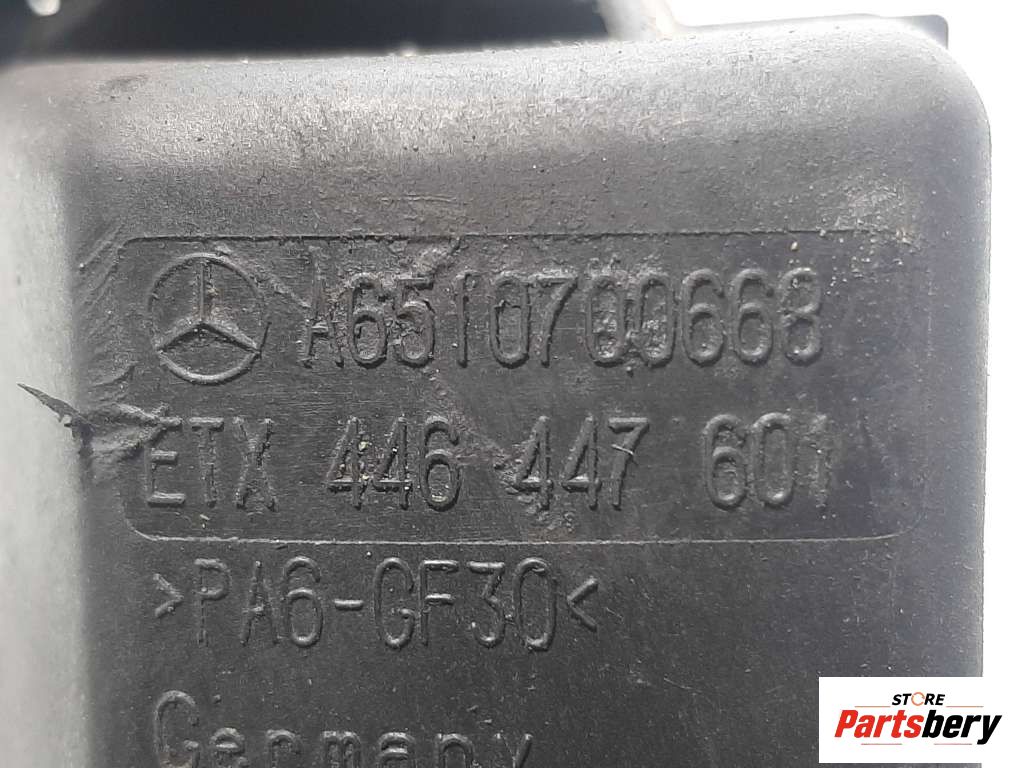 A6510700668
ETX 446 447 601
>PA6-GF30<
Germany
STORE
Partsbery